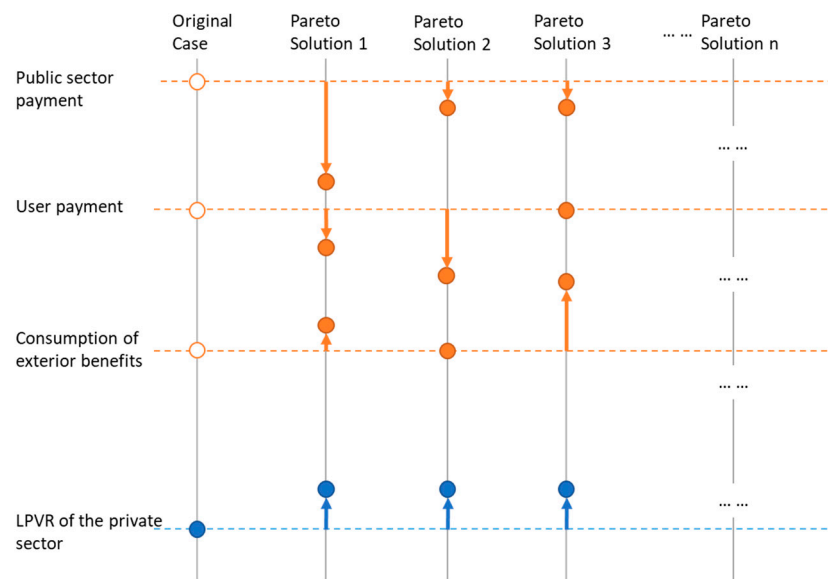 Original
Case
Pareto
Solution 1
Pareto
Solution 2
Pareto
Solution 3
... ...
Pareto
Solution n
Public sector
payment
... ...
User payment
... ...
Consumption of
exterior benefits
... ...
... ...
LPVR of the private
sector